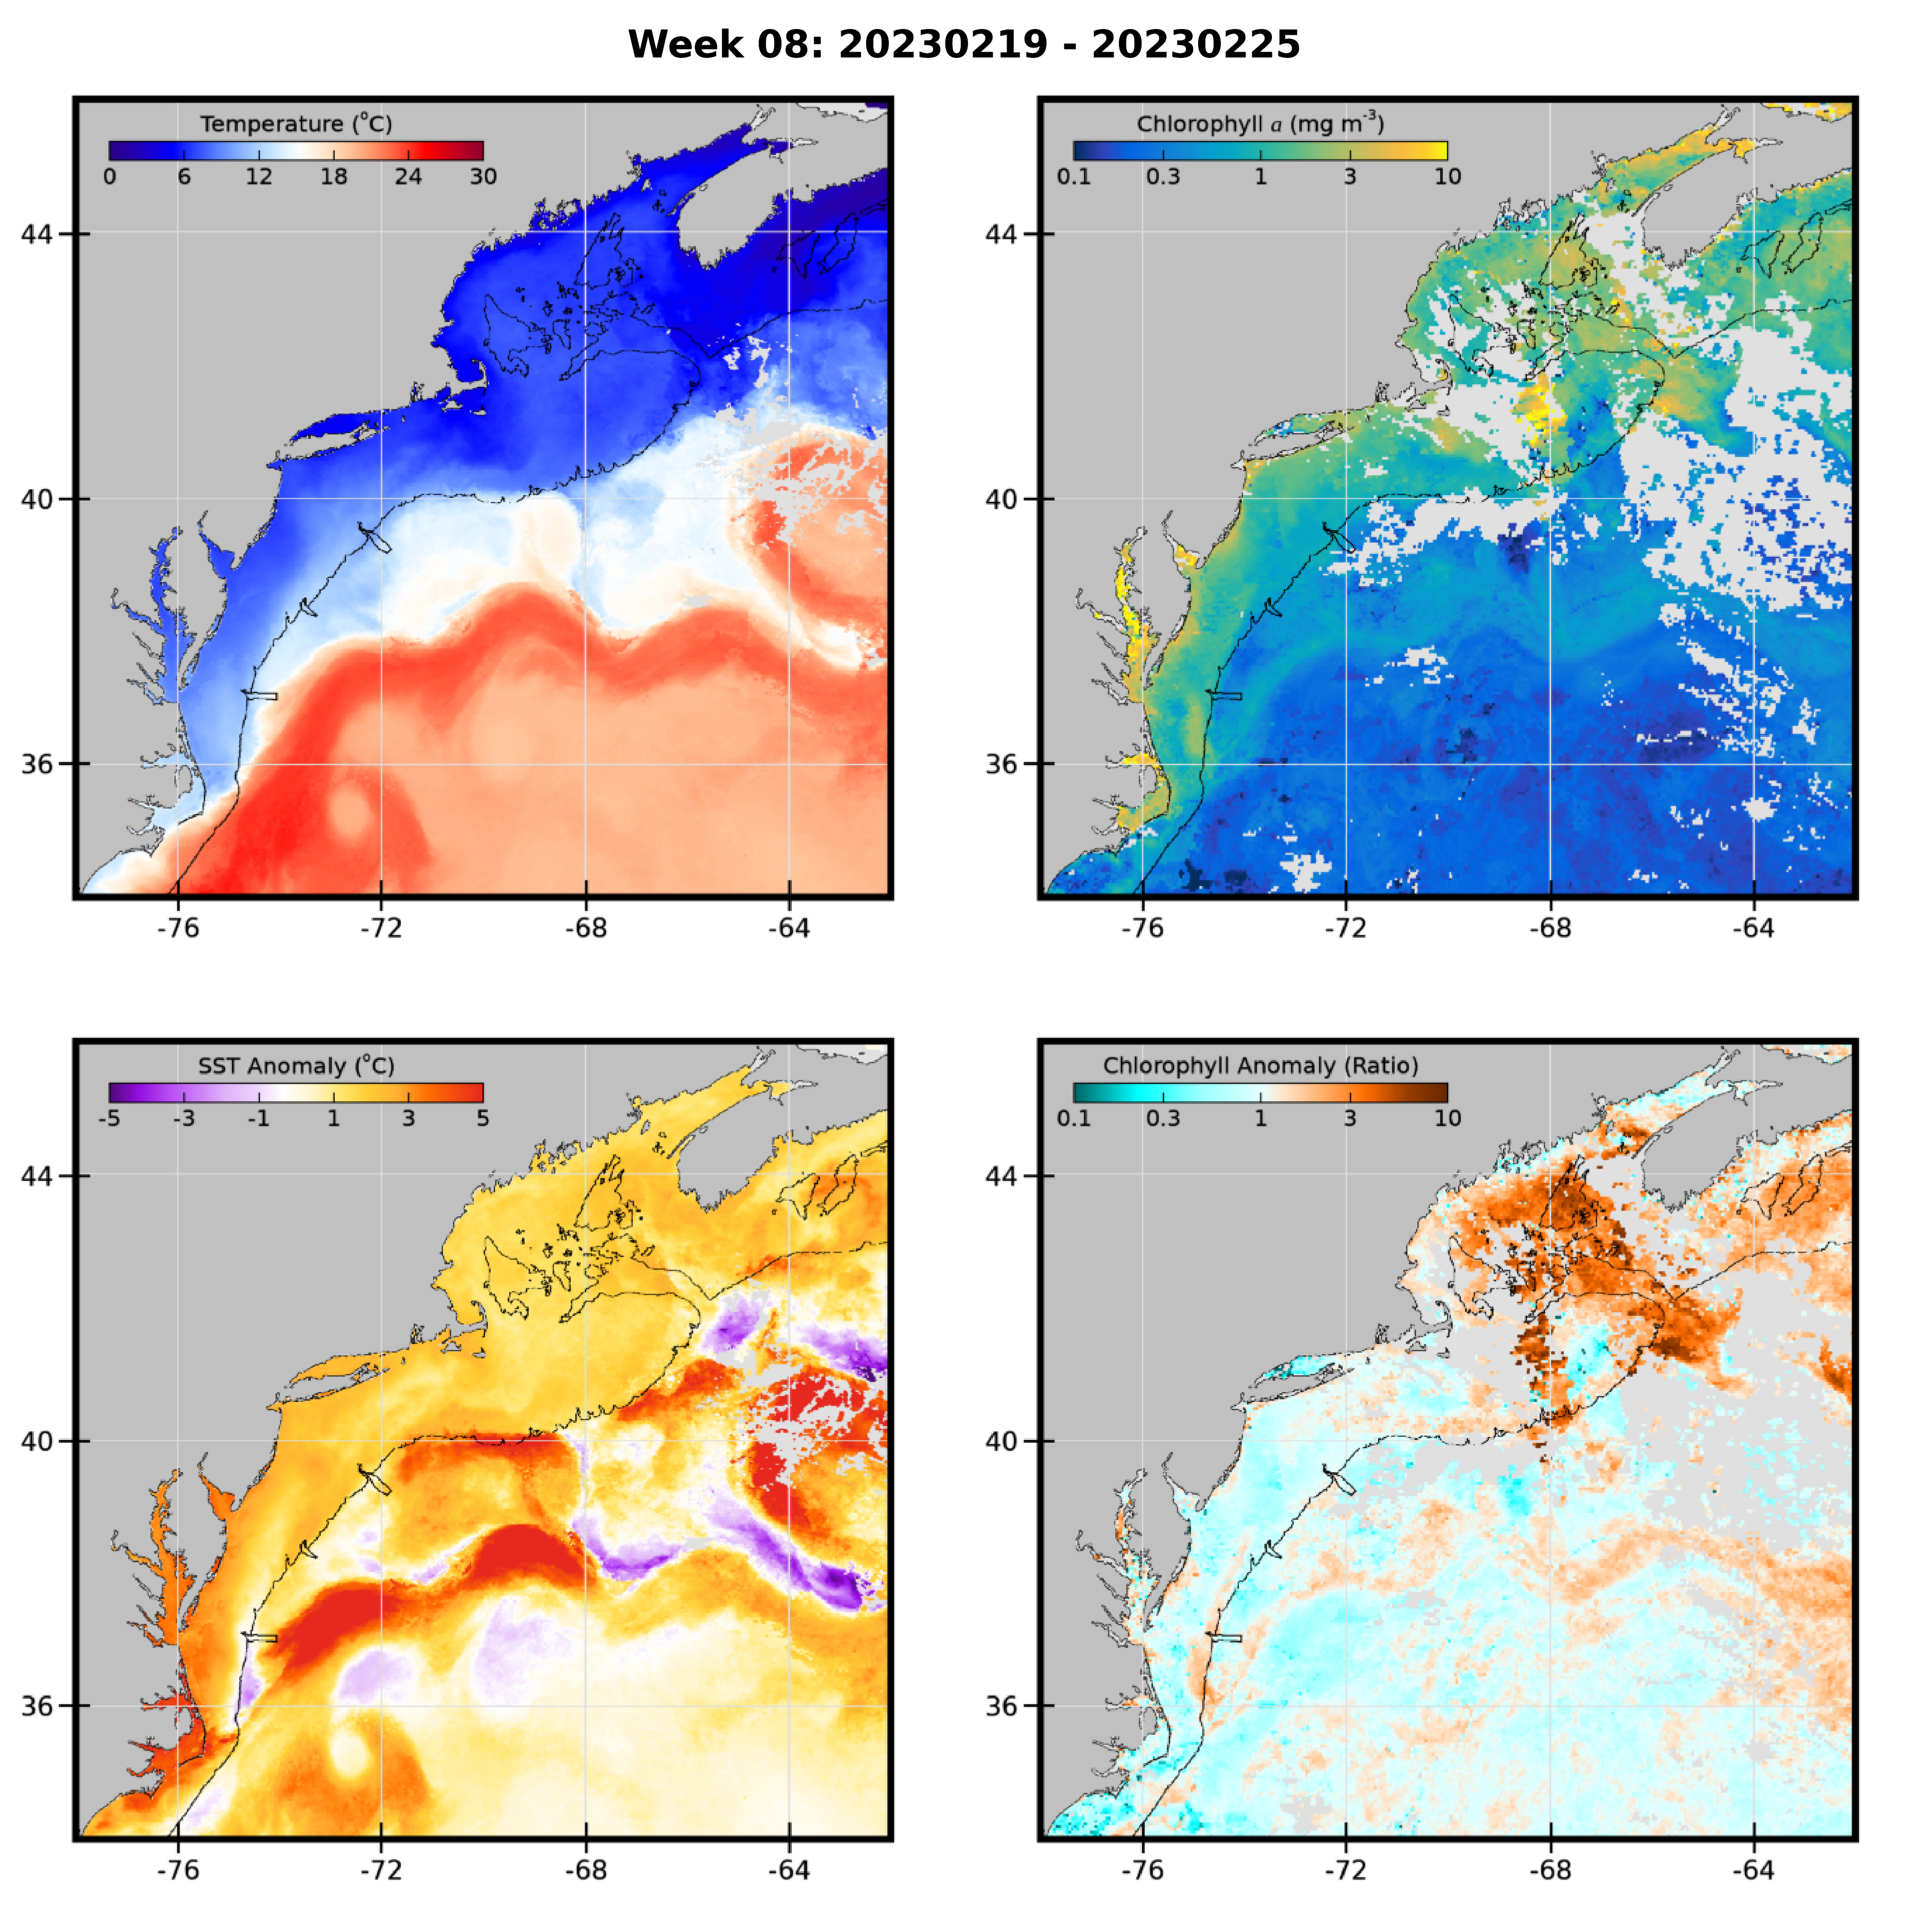 Week 08: 20230219 - 20230225
Temperature (°C)
0 6 12 18 24 30
44
40
36
-76 -72 -68 -64
Chlorophyll a (mg m⁻³)
0.1 0.3 1 3 10
44
40
36
-76 -72 -68 -64
SST Anomaly (°C)
-5 -3 -1 1 3 5
44
40
36
-76 -72 -68 -64
Chlorophyll Anomaly (Ratio)
0.1 0.3 1 3 10
44
40
36
-76 -72 -68 -64